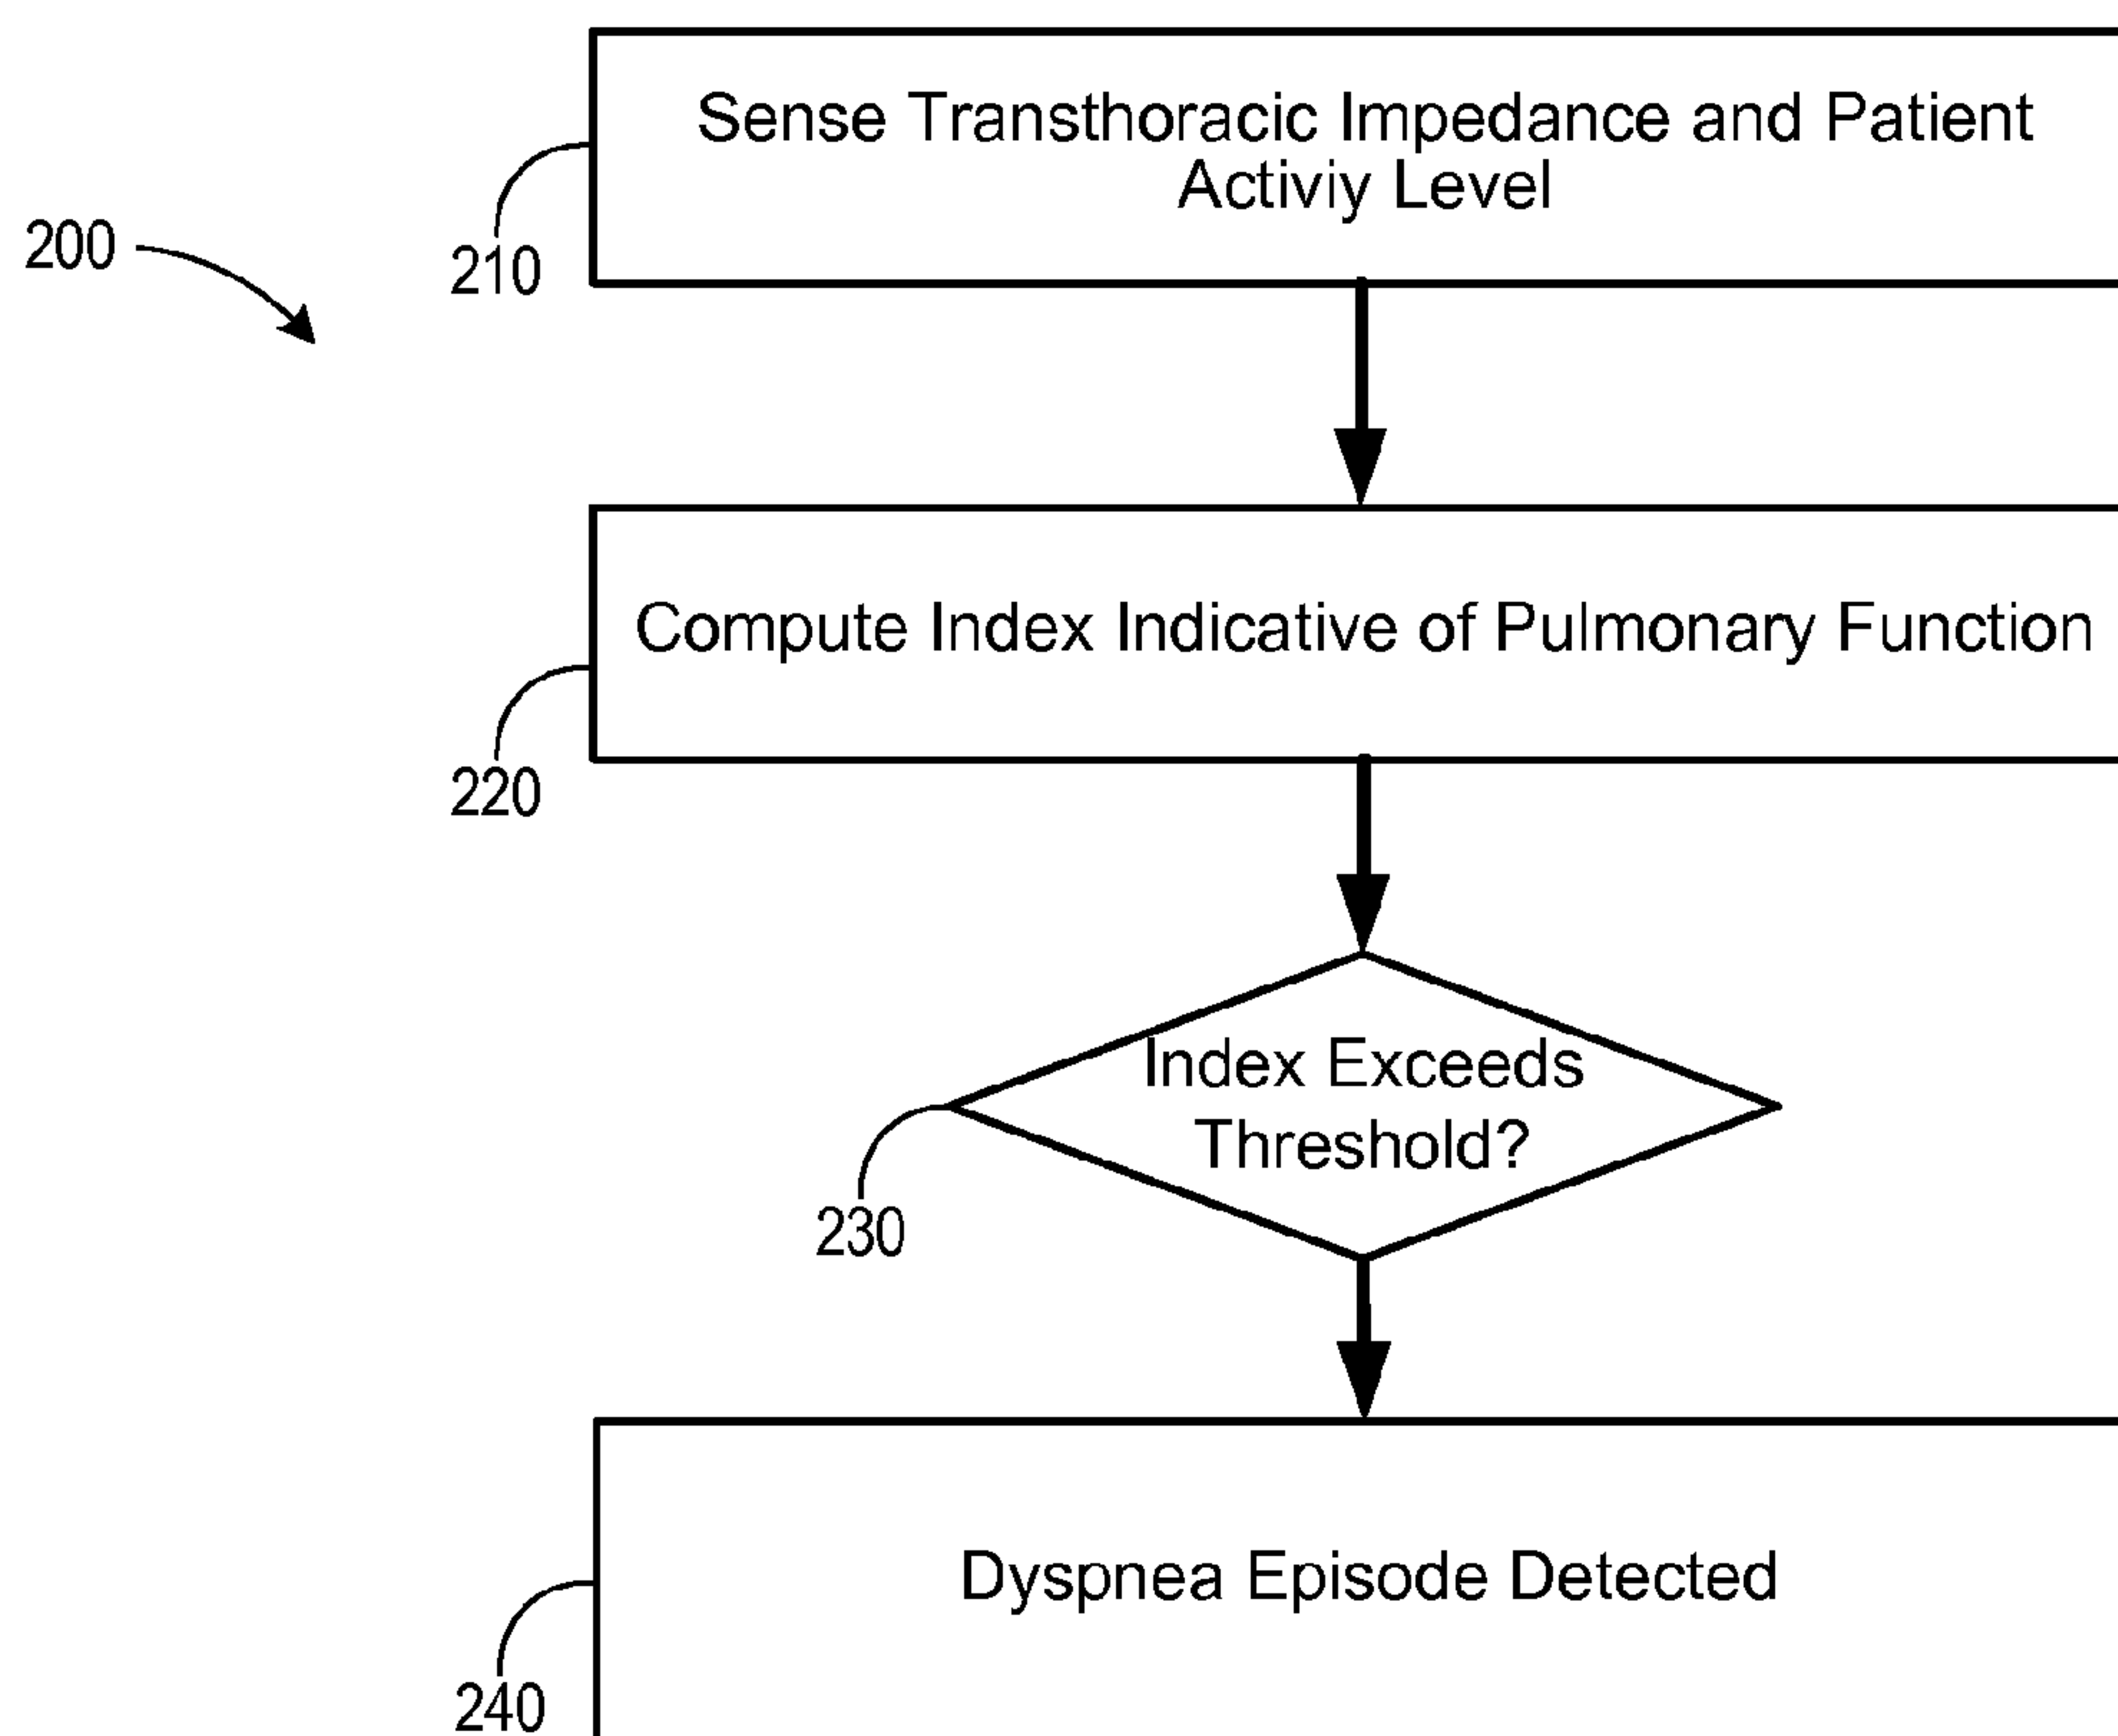 Sense Transthoracic Impedance and Patient
Activiy Level
200
210
Compute Index Indicative of Pulmonary Function
220
Index Exceeds
Threshold?
230
Dyspnea Episode Detected
240